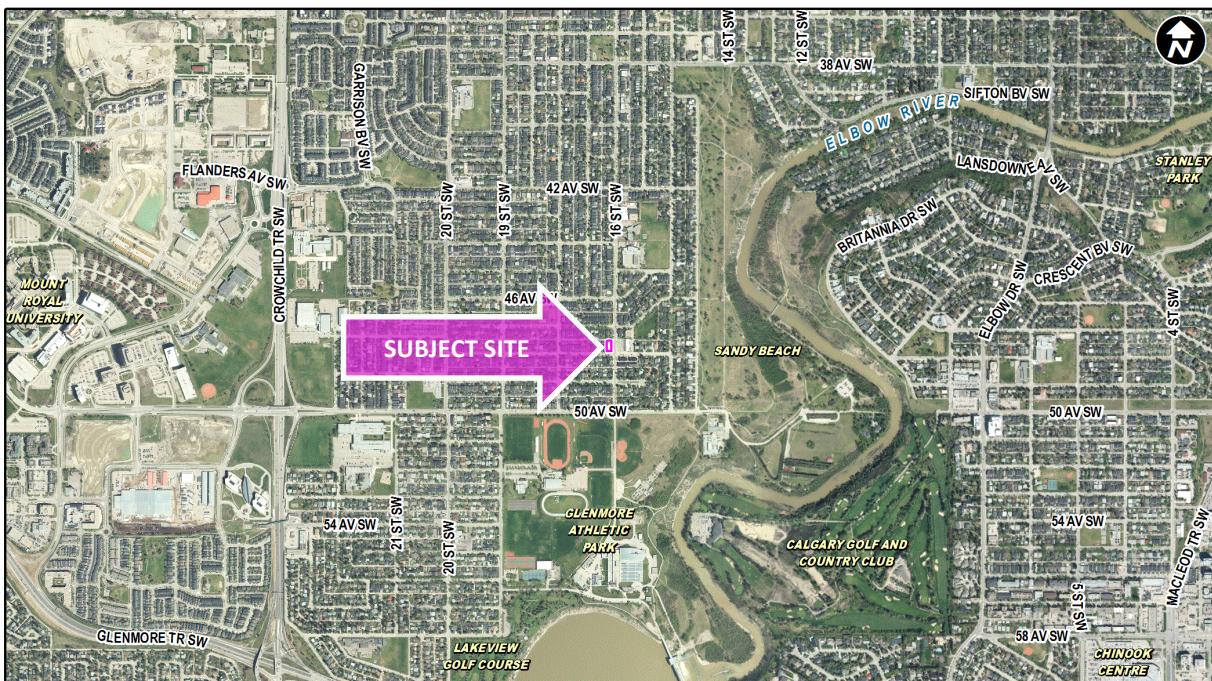 14 ST SW
12 ST SW
N
38 AV SW
GARRISON BV SW
SIFTON BV SW
ELBOW RIVER
FLANDERS AV SW
LANSDOWNE AV SW
STANLEY
PARK
20 ST SW
19 ST SW
42 AV SW
16 ST SW
BRITANNIA DR SW
CROWCHILD TR SW
CRESCENT BV SW
MOUNT
ROYAL
UNIVERSITY
46 AV SW
ELBOW DR SW
4 ST SW
SUBJECT SITE
SANDY BEACH
50 AV SW
50 AV SW
21 ST SW
54 AV SW
20 ST SW
GLENMORE
ATHLETIC
PARK
CALGARY GOLF AND
COUNTRY CLUB
54 AV SW
MACLEOD TR SW
5 ST SW
GLENMORE TR SW
LAKEVIEW
GOLF COURSE
58 AV SW
CHINOOK
CENTRE